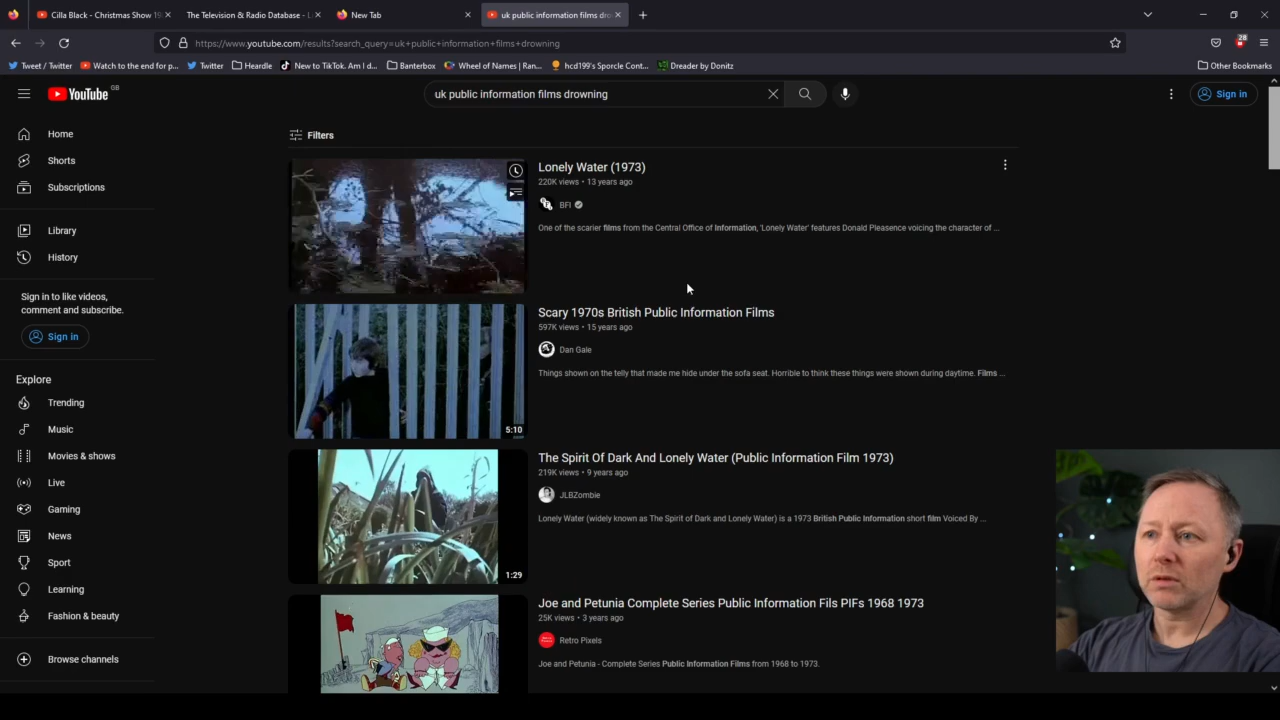 Cilla Black - Christmas Show 19
The Television & Radio Database - L
New Tab
uk public information films dro
https://www.youtube.com/results?search_query=uk+public+information+films+drowning
28
Tweet / Twitter
Watch to the end for p...
Twitter
Heardle
New to TikTok. Am I d...
Banterbox
Wheel of Names | Ran...
hcd199's Sporcle Cont...
Dreader by Donitz
Other Bookmarks
YouTube GB
uk public information films drowning
Sign in
Home
Shorts
Subscriptions
Library
History
Sign in to like videos,
comment and subscribe.
Sign in
Explore
Trending
Music
Movies & shows
Live
Gaming
News
Sport
Learning
Fashion & beauty
Browse channels
Filters
Lonely Water (1973)
220K views • 13 years ago
BFI
One of the scarier films from the Central Office of Information, 'Lonely Water' features Donald Pleasence voicing the character of ...
5:10
Scary 1970s British Public Information Films
597K views • 15 years ago
Dan Gale
Things shown on the telly that made me hide under the sofa seat. Horrible to think these things were shown during daytime. Films ...
1:29
The Spirit Of Dark And Lonely Water (Public Information Film 1973)
219K views • 9 years ago
JLBZombie
Lonely Water (widely known as The Spirit of Dark and Lonely Water) is a 1973 British Public Information short film Voiced By ...
Joe and Petunia Complete Series Public Information Fils PIFs 1968 1973
25K views • 3 years ago
Retro Pixels
Joe and Petunia - Complete Series Public Information Films from 1968 to 1973.